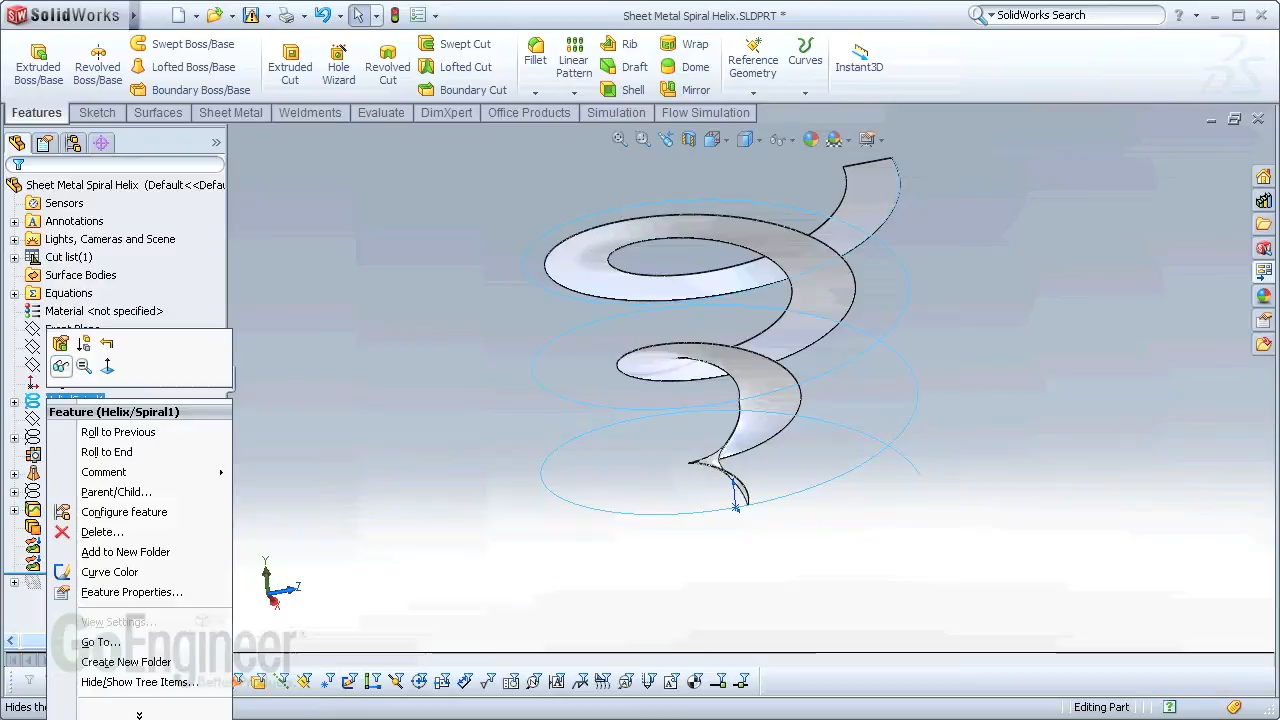 SolidWorks
Sheet Metal Spiral Helix.SLDPRT *
SolidWorks Search
Extruded Boss/Base
Revolved Boss/Base
Swept Boss/Base
Lofted Boss/Base
Boundary Boss/Base
Extruded Cut
Hole Wizard
Revolved Cut
Swept Cut
Lofted Cut
Boundary Cut
Fillet
Linear Pattern
Rib
Draft
Shell
Wrap
Dome
Mirror
Reference Geometry
Curves
Instant3D
Features
Sketch
Surfaces
Sheet Metal
Weldments
Evaluate
DimXpert
Office Products
Simulation
Flow Simulation
Sheet Metal Spiral Helix (Default<<Defau
Sensors
Annotations
Lights, Cameras and Scene
Cut list(1)
Surface Bodies
Equations
Material <not specified>
Front Plane
Feature (Helix/Spiral1)
Roll to Previous
Roll to End
Comment
Parent/Child...
Configure feature
Delete...
Add to New Folder
Curve Color
Feature Properties...
View Settings...
Go To...
Create New Folder
Hide/Show Tree Items...
GoEngineer
Y
Z
X
Hides the
Editing Part